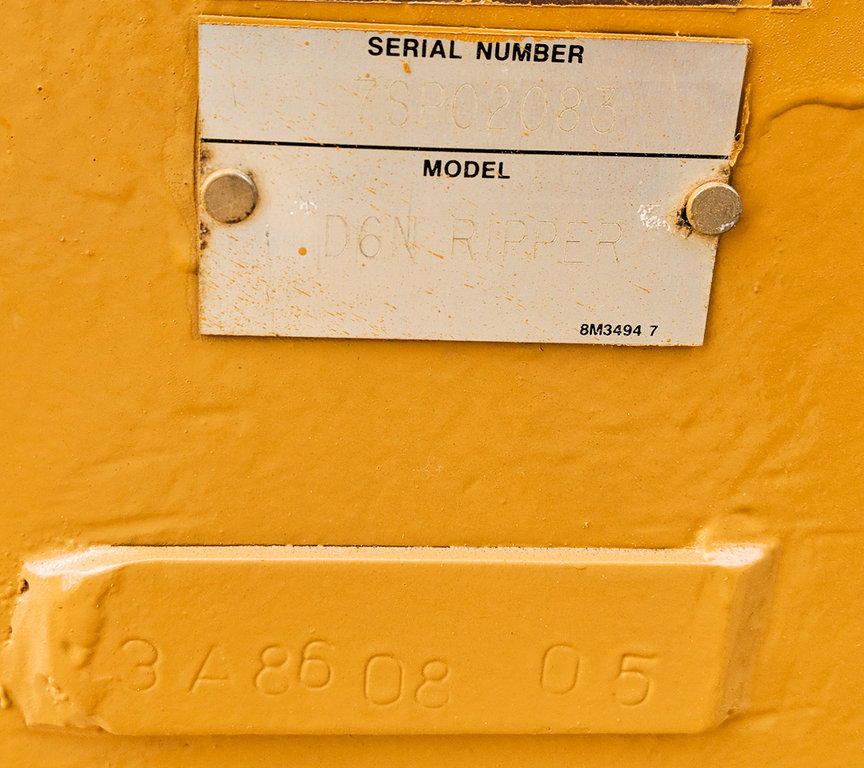 SERIAL NUMBER
7SP02083
MODEL
D6N RIPPER
8M3494 7
3A8608 05